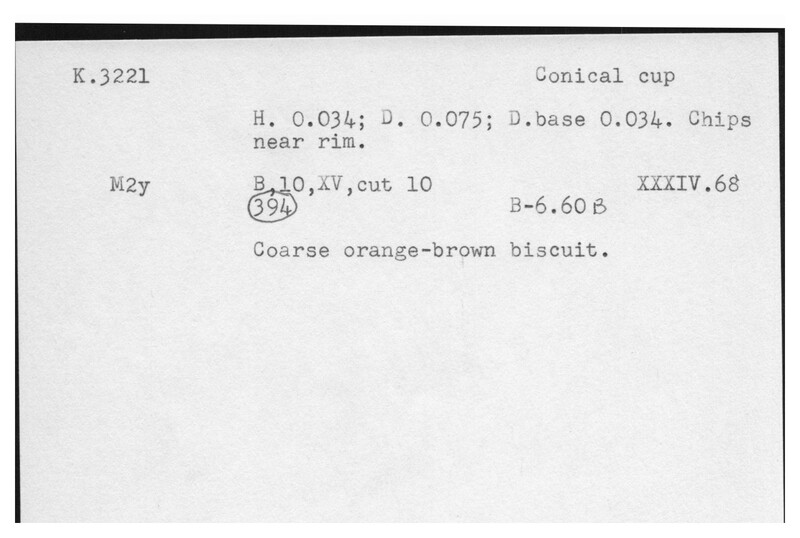 K.3221 Conical cup
H. 0.034; D. 0.075; D.base 0.034. Chips
near rim.
M2y B,10,XV,cut 10 XXXIV.68
394 B-6.60 B
Coarse orange-brown biscuit.